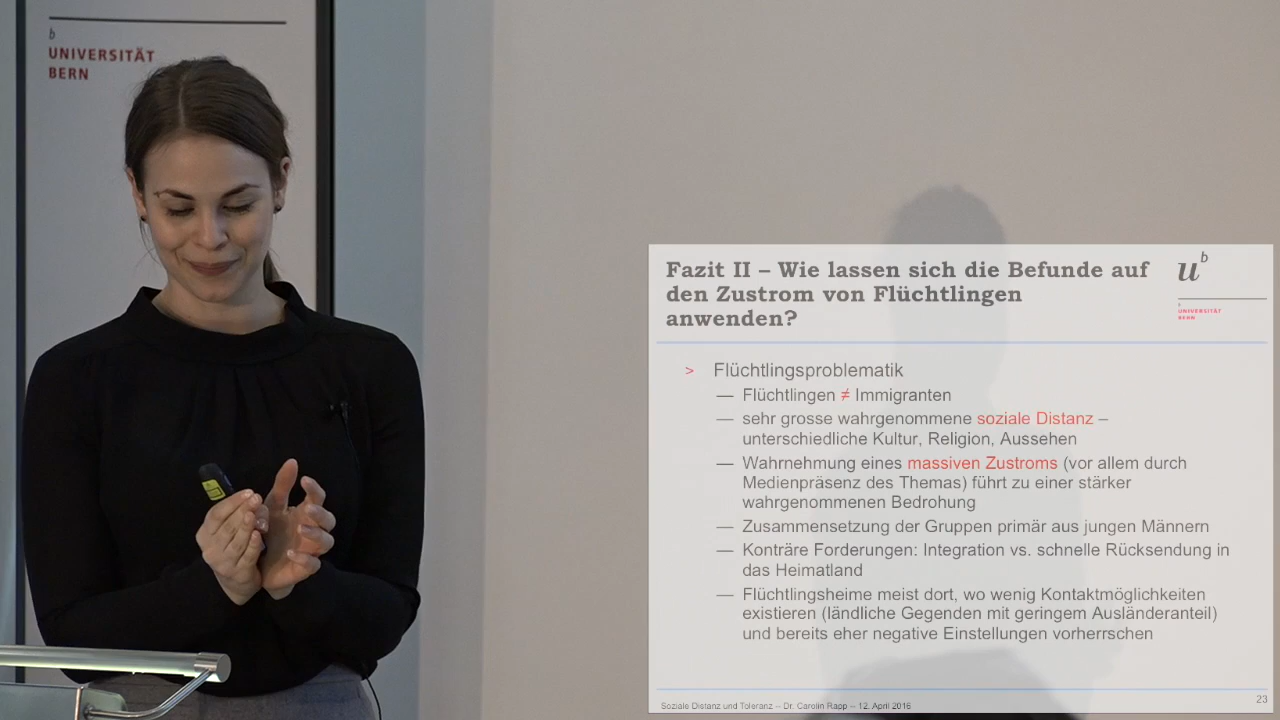 b
UNIVERSITÄT
BERN
Fazit II – Wie lassen sich die Befunde auf
den Zustrom von Flüchtlingen
anwenden?
u b
b
UNIVERSITÄT
BERN
> Flüchtlingsproblematik
— Flüchtlingen ≠ Immigranten
— sehr grosse wahrgenommene soziale Distanz –
unterschiedliche Kultur, Religion, Aussehen
— Wahrnehmung eines massiven Zustroms (vor allem durch
Medienpräsenz des Themas) führt zu einer stärker
wahrgenommenen Bedrohung
— Zusammensetzung der Gruppen primär aus jungen Männern
— Konträre Forderungen: Integration vs. schnelle Rücksendung in
das Heimatland
— Flüchtlingsheime meist dort, wo wenig Kontaktmöglichkeiten
existieren (ländliche Gegenden mit geringem Ausländeranteil)
und bereits eher negative Einstellungen vorherrschen
Soziale Distanz und Toleranz – Dr. Carolin Rapp – 12. April 2016
23